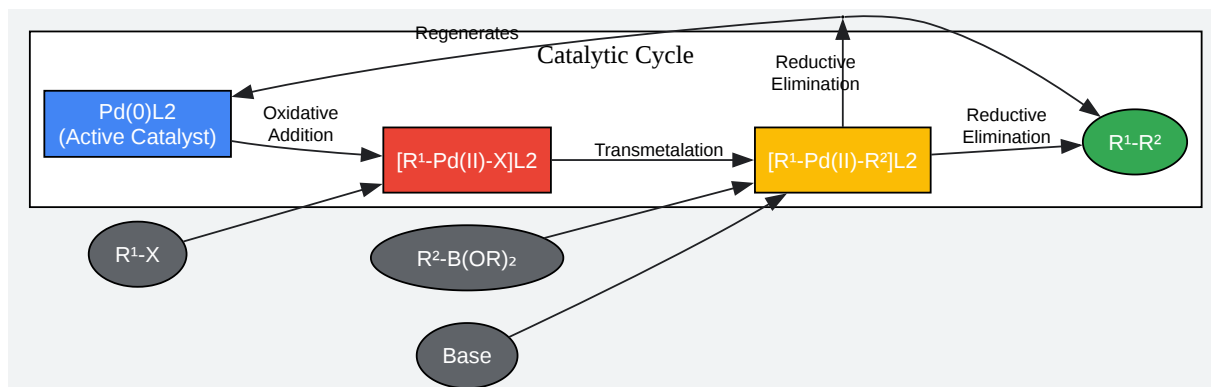 Regenerates
Catalytic Cycle
Reductive
Elimination
Pd(0)L2
(Active Catalyst)
Oxidative
Addition
[R¹-Pd(II)-X]L2
Transmetalation
[R¹-Pd(II)-R²]L2
Reductive
Elimination
R¹-R²
R¹-X
R²-B(OR)₂
Base